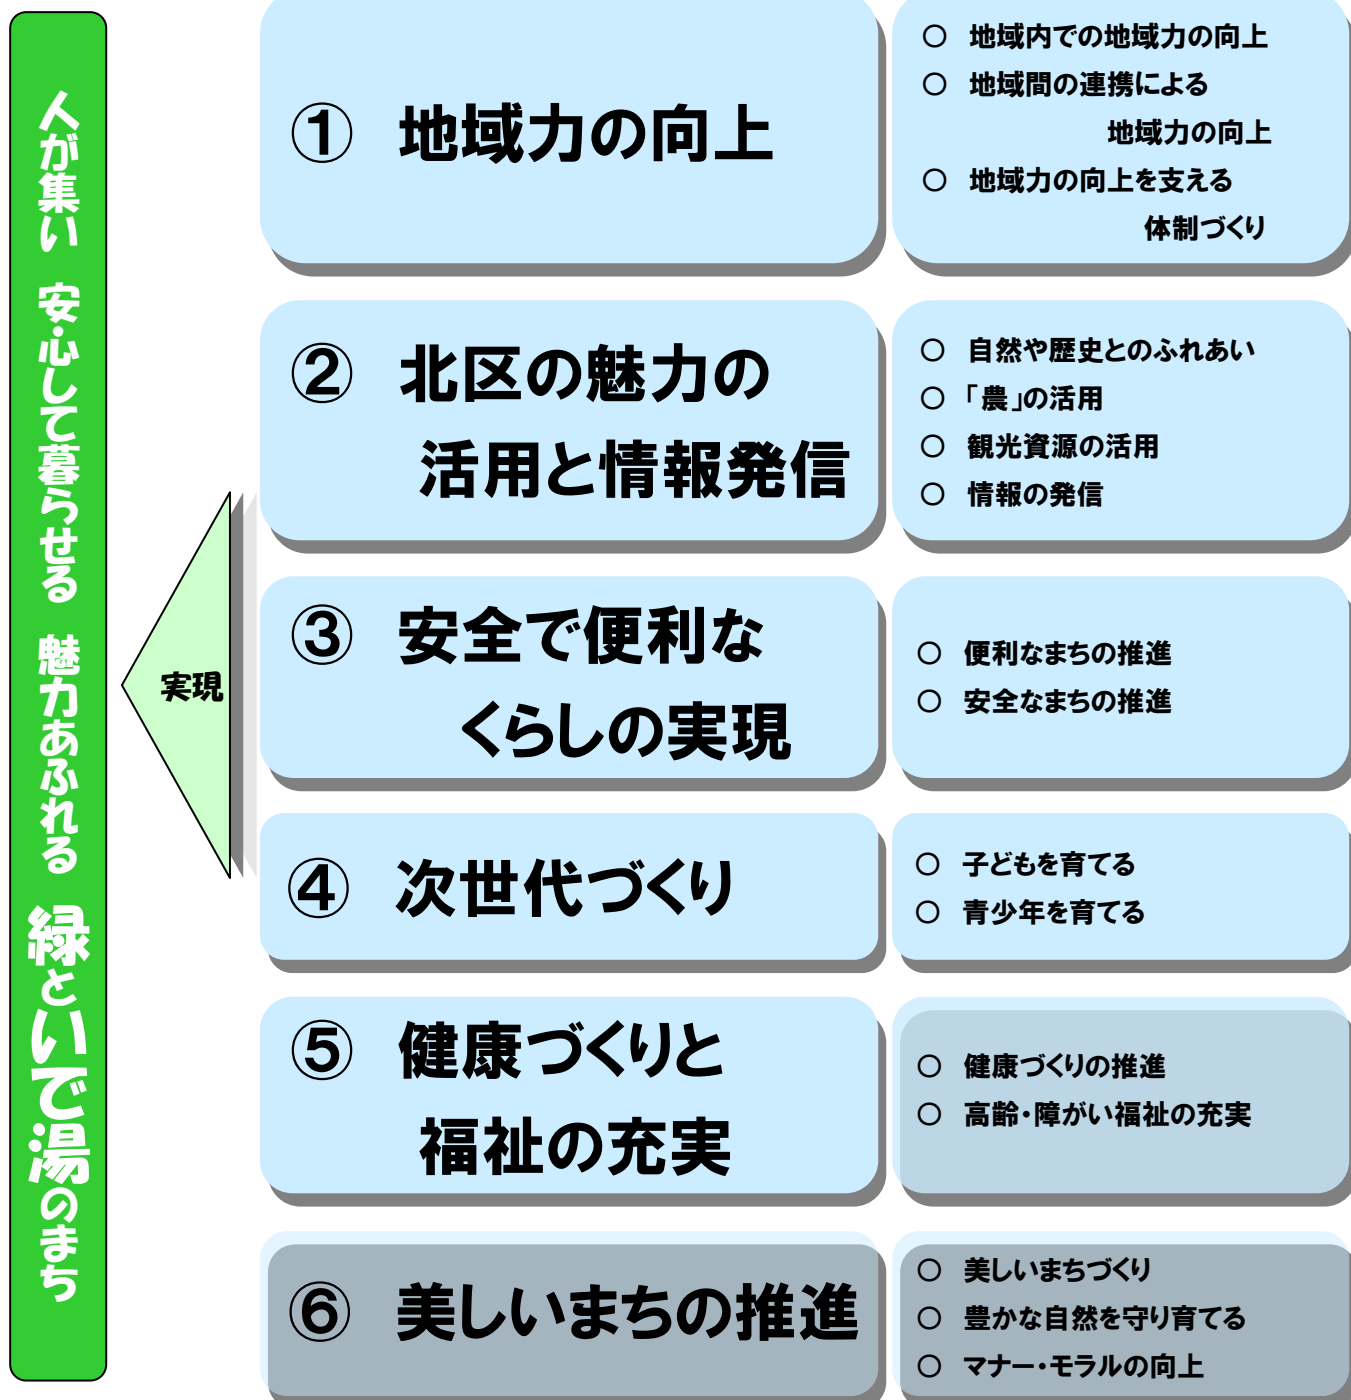 人が集い 安心して暮らせる 魅力あふれる 緑といで湯のまち
実現
① 地域力の向上
○ 地域内での地域力の向上
○ 地域間の連携による
地域力の向上
○ 地域力の向上を支える
体制づくり
② 北区の魅力の
活用と情報発信
○ 自然や歴史とのふれあい
○ 「農」の活用
○ 観光資源の活用
○ 情報の発信
③ 安全で便利な
くらしの実現
○ 便利なまちの推進
○ 安全なまちの推進
④ 次世代づくり
○ 子どもを育てる
○ 青少年を育てる
⑤ 健康づくりと
福祉の充実
○ 健康づくりの推進
○ 高齢・障がい福祉の充実
⑥ 美しいまちの推進
○ 美しいまちづくり
○ 豊かな自然を守り育てる
○ マナー・モラルの向上